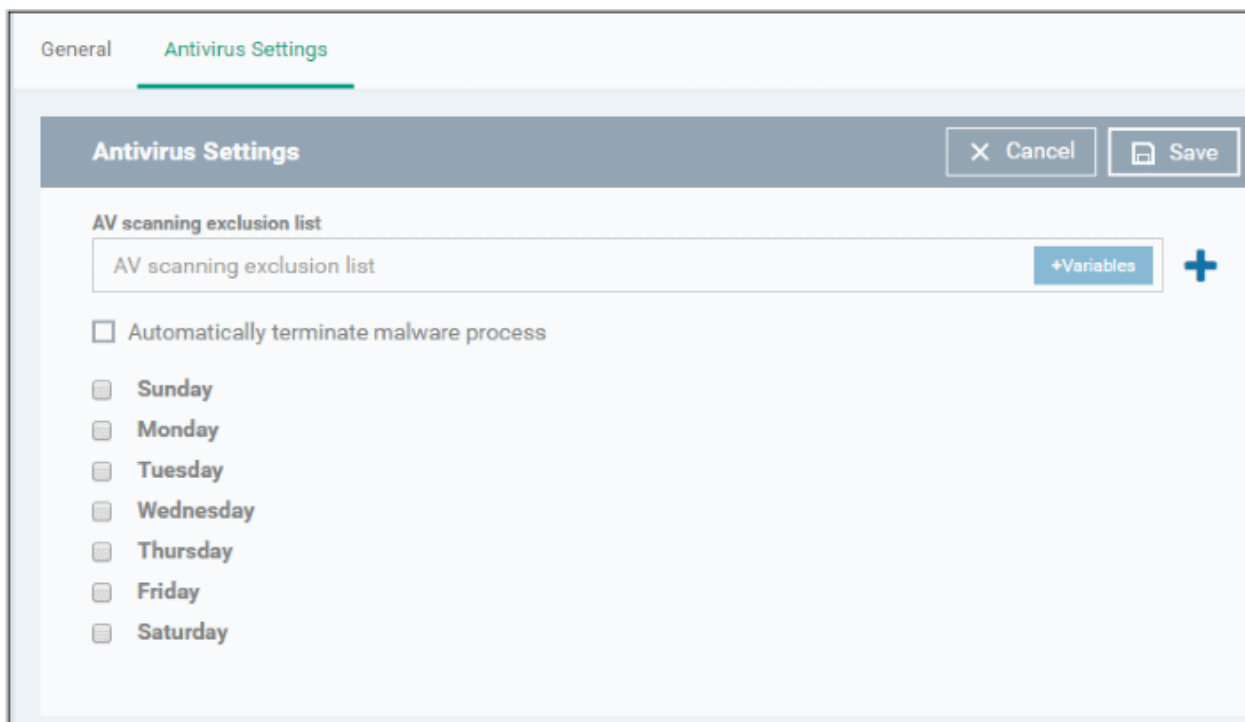 General Antivirus Settings
Antivirus Settings Cancel Save
AV scanning exclusion list
AV scanning exclusion list +Variables
Automatically terminate malware process
Sunday
Monday
Tuesday
Wednesday
Thursday
Friday
Saturday